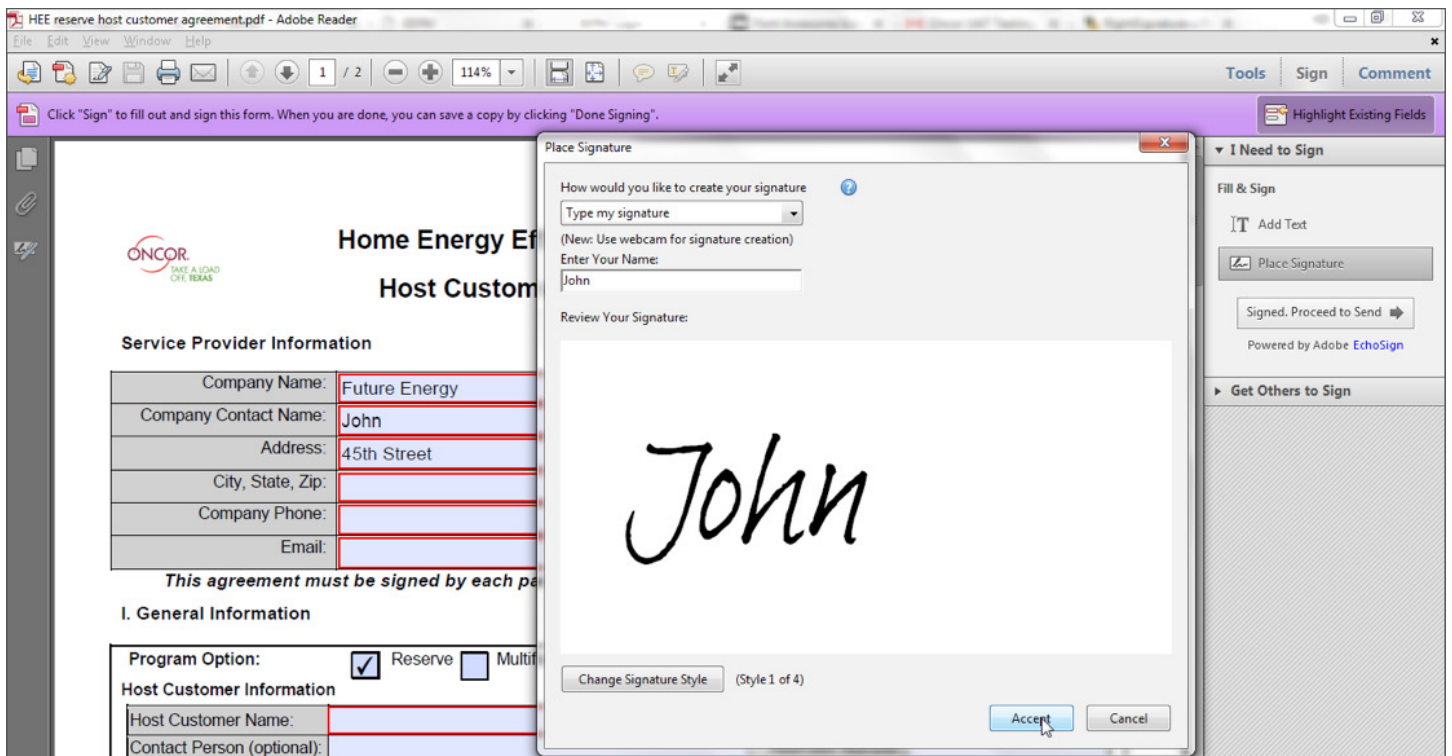 HEE reserve host customer agreement.pdf - Adobe Reader
File Edit View Window Help
1 / 2 114% Tools Sign Comment
Click "Sign" to fill out and sign this form. When you are done, you can save a copy by clicking "Done Signing". Highlight Existing Fields
Place Signature
How would you like to create your signature
Type my signature
(New: Use webcam for signature creation)
Enter Your Name:
John
Review Your Signature:
John
Change Signature Style (Style 1 of 4)
Accept Cancel
I Need to Sign
Fill & Sign
Add Text
Place Signature
Signed. Proceed to Send
Powered by Adobe EchoSign
Get Others to Sign
ONCOR.
TAKE A LOAD
OFF, TEXAS
Home Energy Ef
Host Custom
Service Provider Information
Company Name: Future Energy
Company Contact Name: John
Address: 45th Street
City, State, Zip:
Company Phone:
Email:
This agreement must be signed by each pa
I. General Information
Program Option: ✓ Reserve Multif
Host Customer Information
Host Customer Name:
Contact Person (optional):